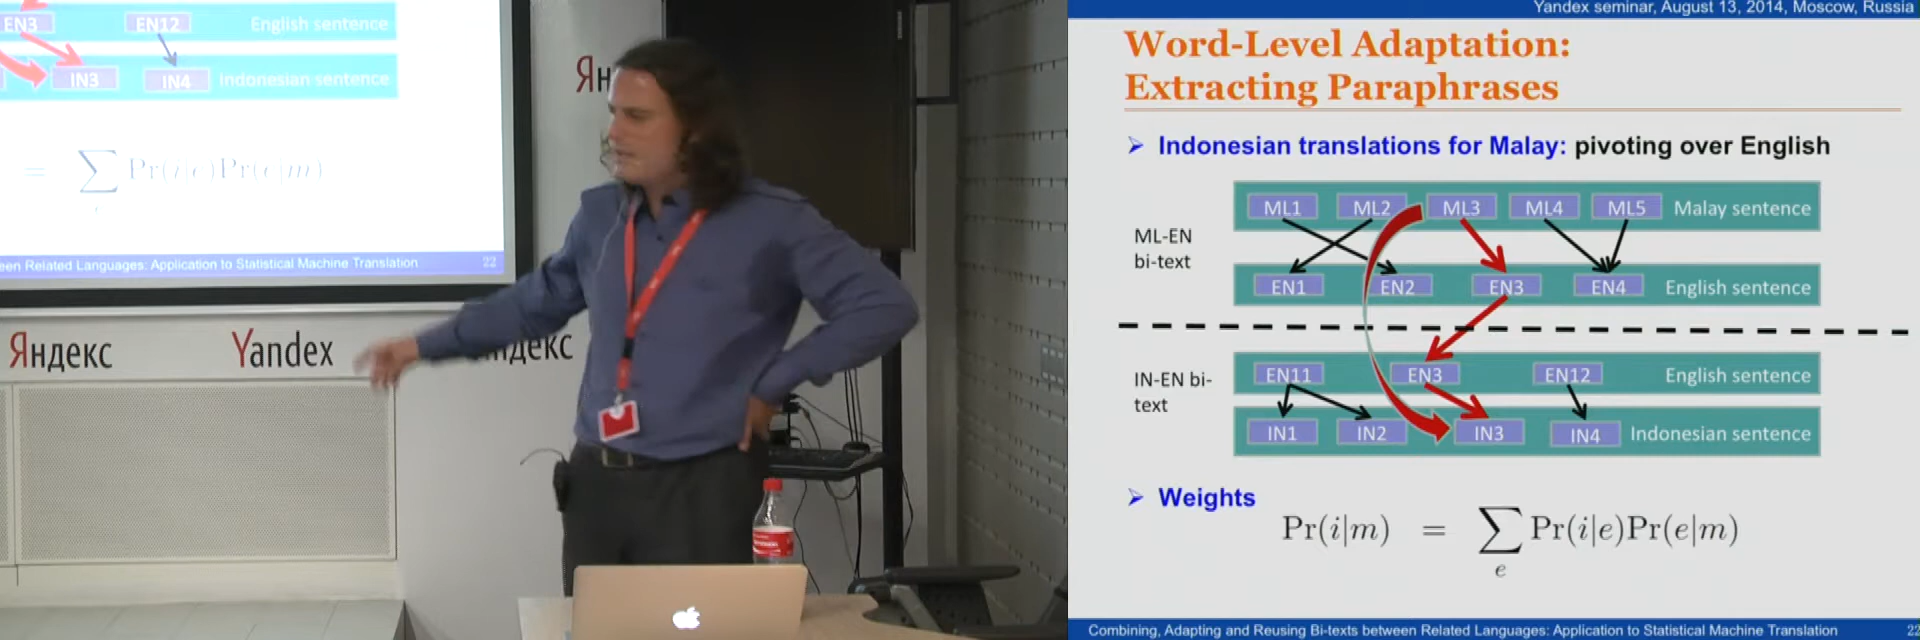 EN3 EN12 English sentence
IN3 IN4 Indonesian sentence
= ∑ Pr(i|e)Pr(e|m)
e
een Related Languages: Application to Statistical Machine Translation 22
Ян
Яндекс Yandex ндекс
Yandex seminar, August 13, 2014, Moscow, Russia
Word-Level Adaptation:
Extracting Paraphrases
➢ Indonesian translations for Malay: pivoting over English
ML-EN
bi-text
ML1 ML2 ML3 ML4 ML5 Malay sentence
EN1 EN2 EN3 EN4 English sentence
IN-EN bi-
text
EN11 EN3 EN12 English sentence
IN1 IN2 IN3 IN4 Indonesian sentence
➢ Weights
Pr(i|m) = ∑ Pr(i|e)Pr(e|m)
e
Combining, Adapting and Reusing Bi-texts between Related Languages: Application to Statistical Machine Translation 22